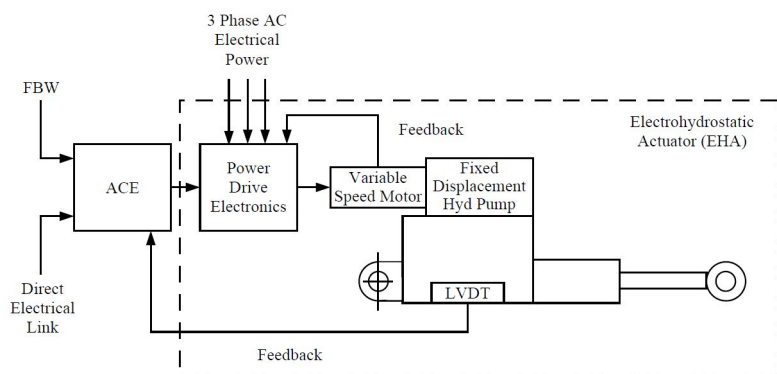 3 Phase AC
Electrical
Power
FBW
Feedback
Electrohydrostatic
Actuator (EHA)
ACE
Power
Drive
Electronics
Variable
Speed Motor
Fixed
Displacement
Hyd Pump
LVDT
Direct
Electrical
Link
Feedback